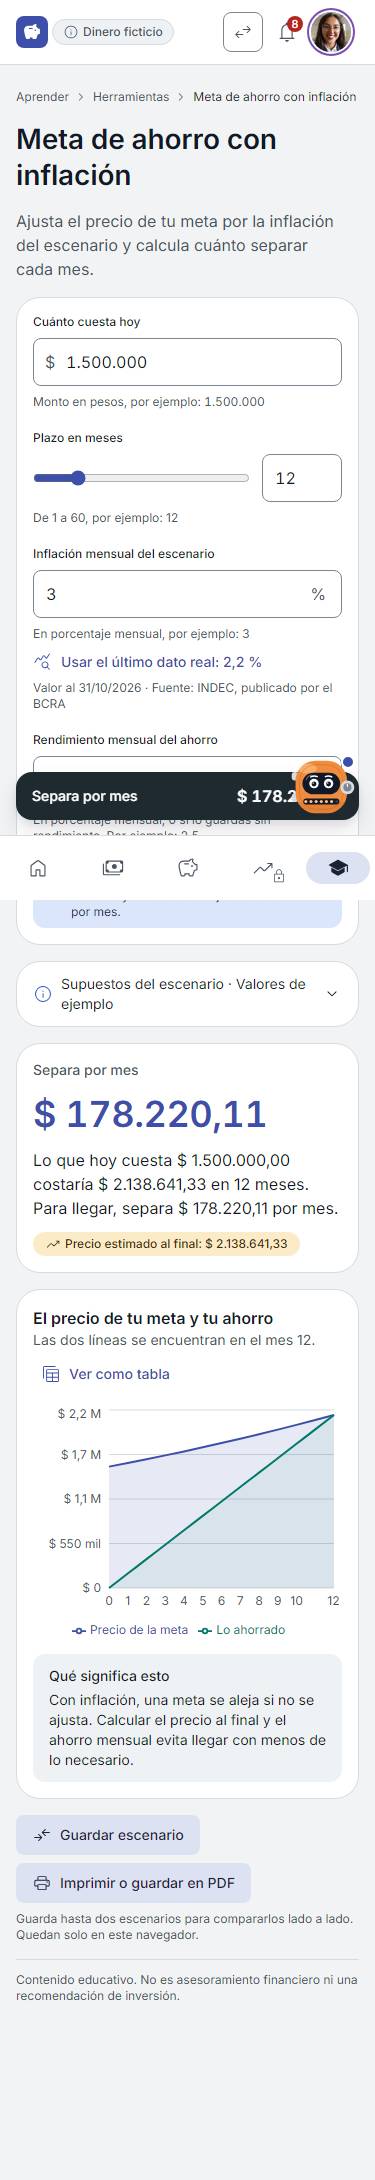 Dinero ficticio
8
Aprender > Herramientas > Meta de ahorro con inflación
Meta de ahorro con
inflación
Ajusta el precio de tu meta por la inflación
del escenario y calcula cuánto separar
cada mes.
Cuánto cuesta hoy
$ 1.500.000
Monto en pesos, por ejemplo: 1.500.000
Plazo en meses
12
De 1 a 60, por ejemplo: 12
Inflación mensual del escenario
3 %
En porcentaje mensual, por ejemplo: 3
Usar el último dato real: 2,2 %
Valor al 31/10/2026 · Fuente: INDEC, publicado por el
BCRA
Rendimiento mensual del ahorro
Separa por mes $ 178.2
por mes.
Supuestos del escenario · Valores de
ejemplo
Separa por mes
$ 178.220,11
Lo que hoy cuesta $ 1.500.000,00
costaría $ 2.138.641,33 en 12 meses.
Para llegar, separa $ 178.220,11 por mes.
Precio estimado al final: $ 2.138.641,33
El precio de tu meta y tu ahorro
Las dos líneas se encuentran en el mes 12.
Ver como tabla
$ 2,2 M
$ 1,7 M
$ 1,1 M
$ 550 mil
$ 0
0 1 2 3 4 5 6 7 8 9 10 12
Precio de la meta Lo ahorrado
Qué significa esto
Con inflación, una meta se aleja si no se
ajusta. Calcular el precio al final y el
ahorro mensual evita llegar con menos de
lo necesario.
Guardar escenario
Imprimir o guardar en PDF
Guarda hasta dos escenarios para compararlos lado a lado.
Quedan solo en este navegador.
Contenido educativo. No es asesoramiento financiero ni una
recomendación de inversión.